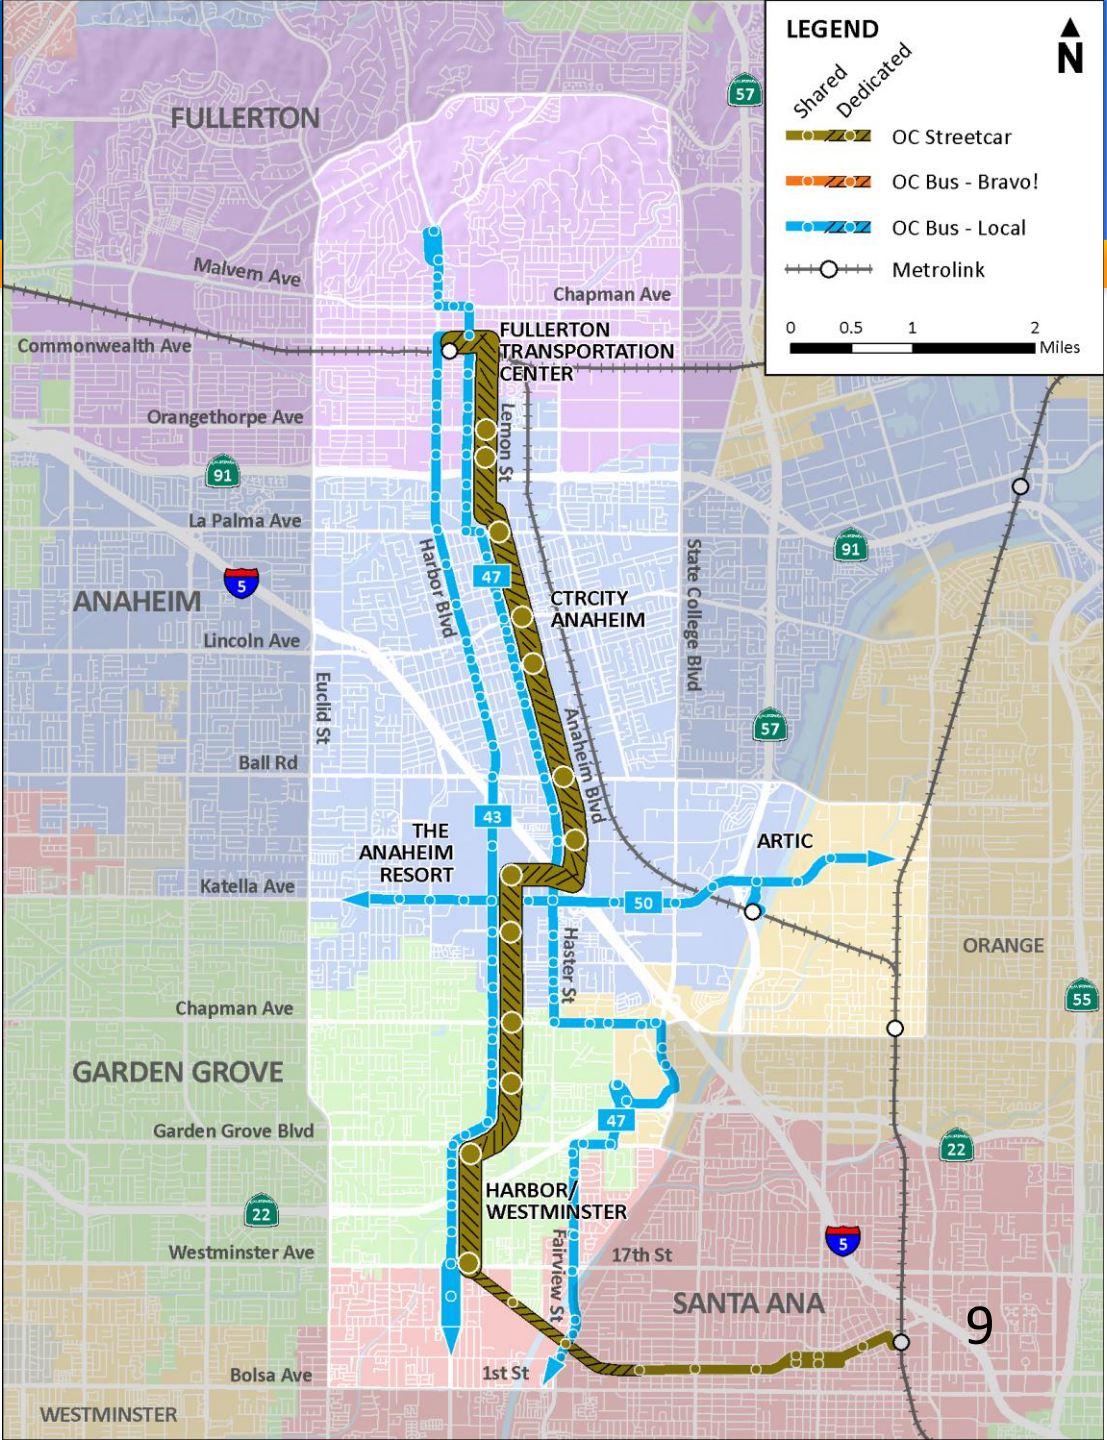 LEGEND
N
Shared
Dedicated
OC Streetcar
OC Bus - Bravo!
OC Bus - Local
Metrolink
0 0.5 1 2
Miles
57
FULLERTON
Malvern Ave
Chapman Ave
Commonwealth Ave
FULLERTON
TRANSPORTATION
CENTER
Orangethorpe Ave
Lemon St
91
La Palma Ave
Harbor Blvd
State College Blvd
91
5
47
ANAHEIM
CTRCITY
ANAHEIM
Lincoln Ave
Euclid St
Anaheim Blvd
57
Ball Rd
43
THE
ANAHEIM
RESORT
ARTIC
Katella Ave
50
Haster St
ORANGE
55
Chapman Ave
GARDEN GROVE
47
Garden Grove Blvd
22
HARBOR/
WESTMINSTER
22
Westminster Ave
Fairview St
17th St
5
SANTA ANA
9
Bolsa Ave
1st St
WESTMINSTER